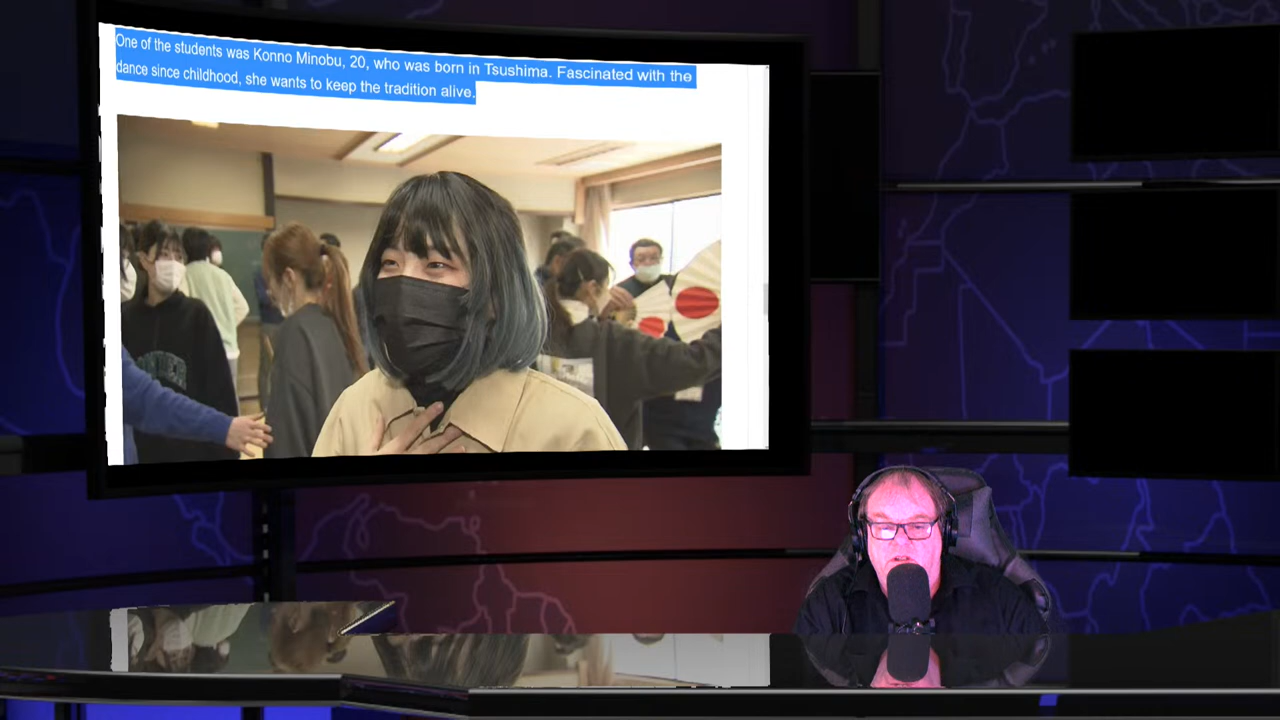 One of the students was Konno Minobu, 20, who was born in Tsushima. Fascinated with the
dance since childhood, she wants to keep the tradition alive.